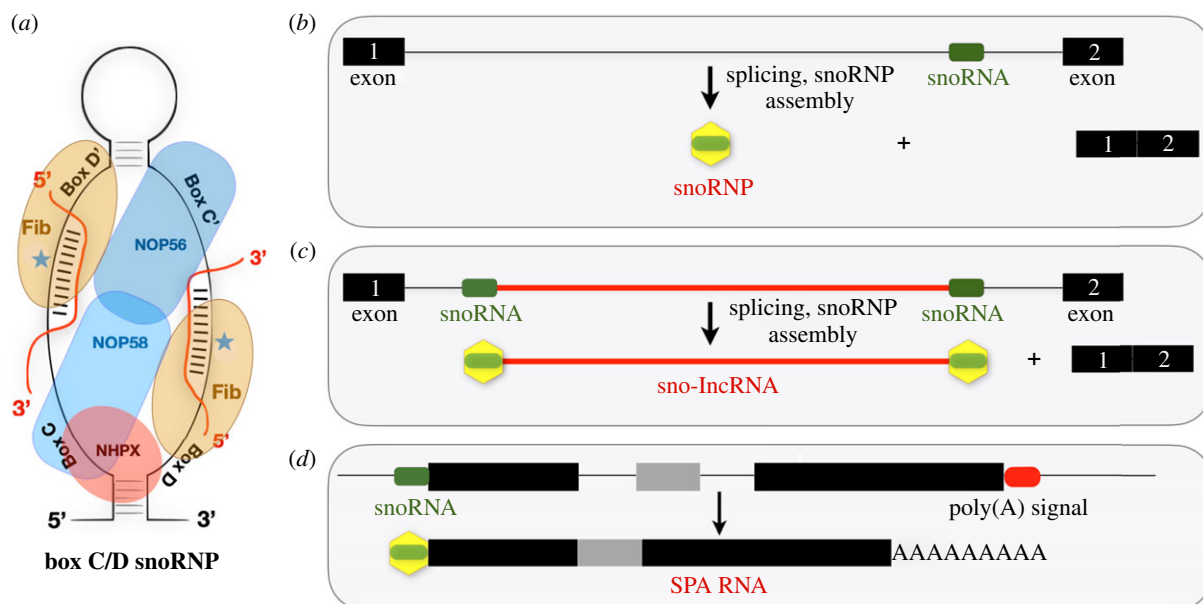 (a)
Box D'
5'
Fib
Box C'
NOP56
3'
NOP58
3'
Fib
5'
Box C
NHPX
Box D
5'
3'
box C/D snoRNP
(b)
1
exon
snoRNA
2
exon
splicing, snoRNP
assembly
snoRNP
+
1 2
(c)
1
exon
snoRNA
snoRNA
2
exon
splicing, snoRNP
assembly
sno-lncRNA
+
1 2
(d)
snoRNA
poly(A) signal
AAAAAAAAA
SPA RNA